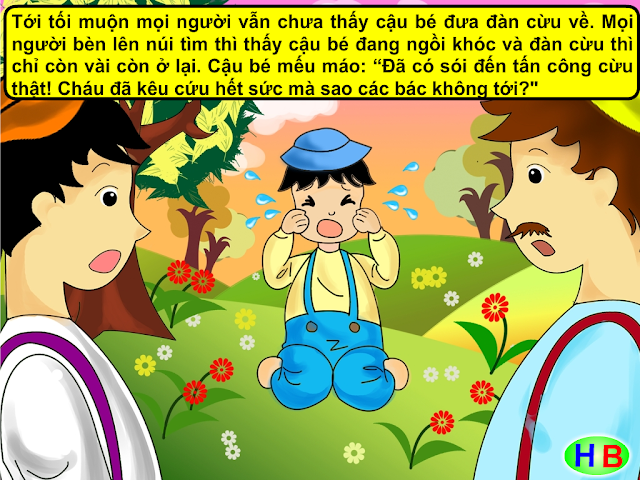 Tới tối muộn mọi người vẫn chưa thấy cậu bé đưa đàn cừu về. Mọi
người bèn lên núi tìm thì thấy cậu bé đang ngồi khóc và đàn cừu thì
chỉ còn vài còn ở lại. Cậu bé mếu máo: “Đã có sói đến tấn công cừu
thật! Cháu đã kêu cứu hết sức mà sao các bác không tới?"
H B